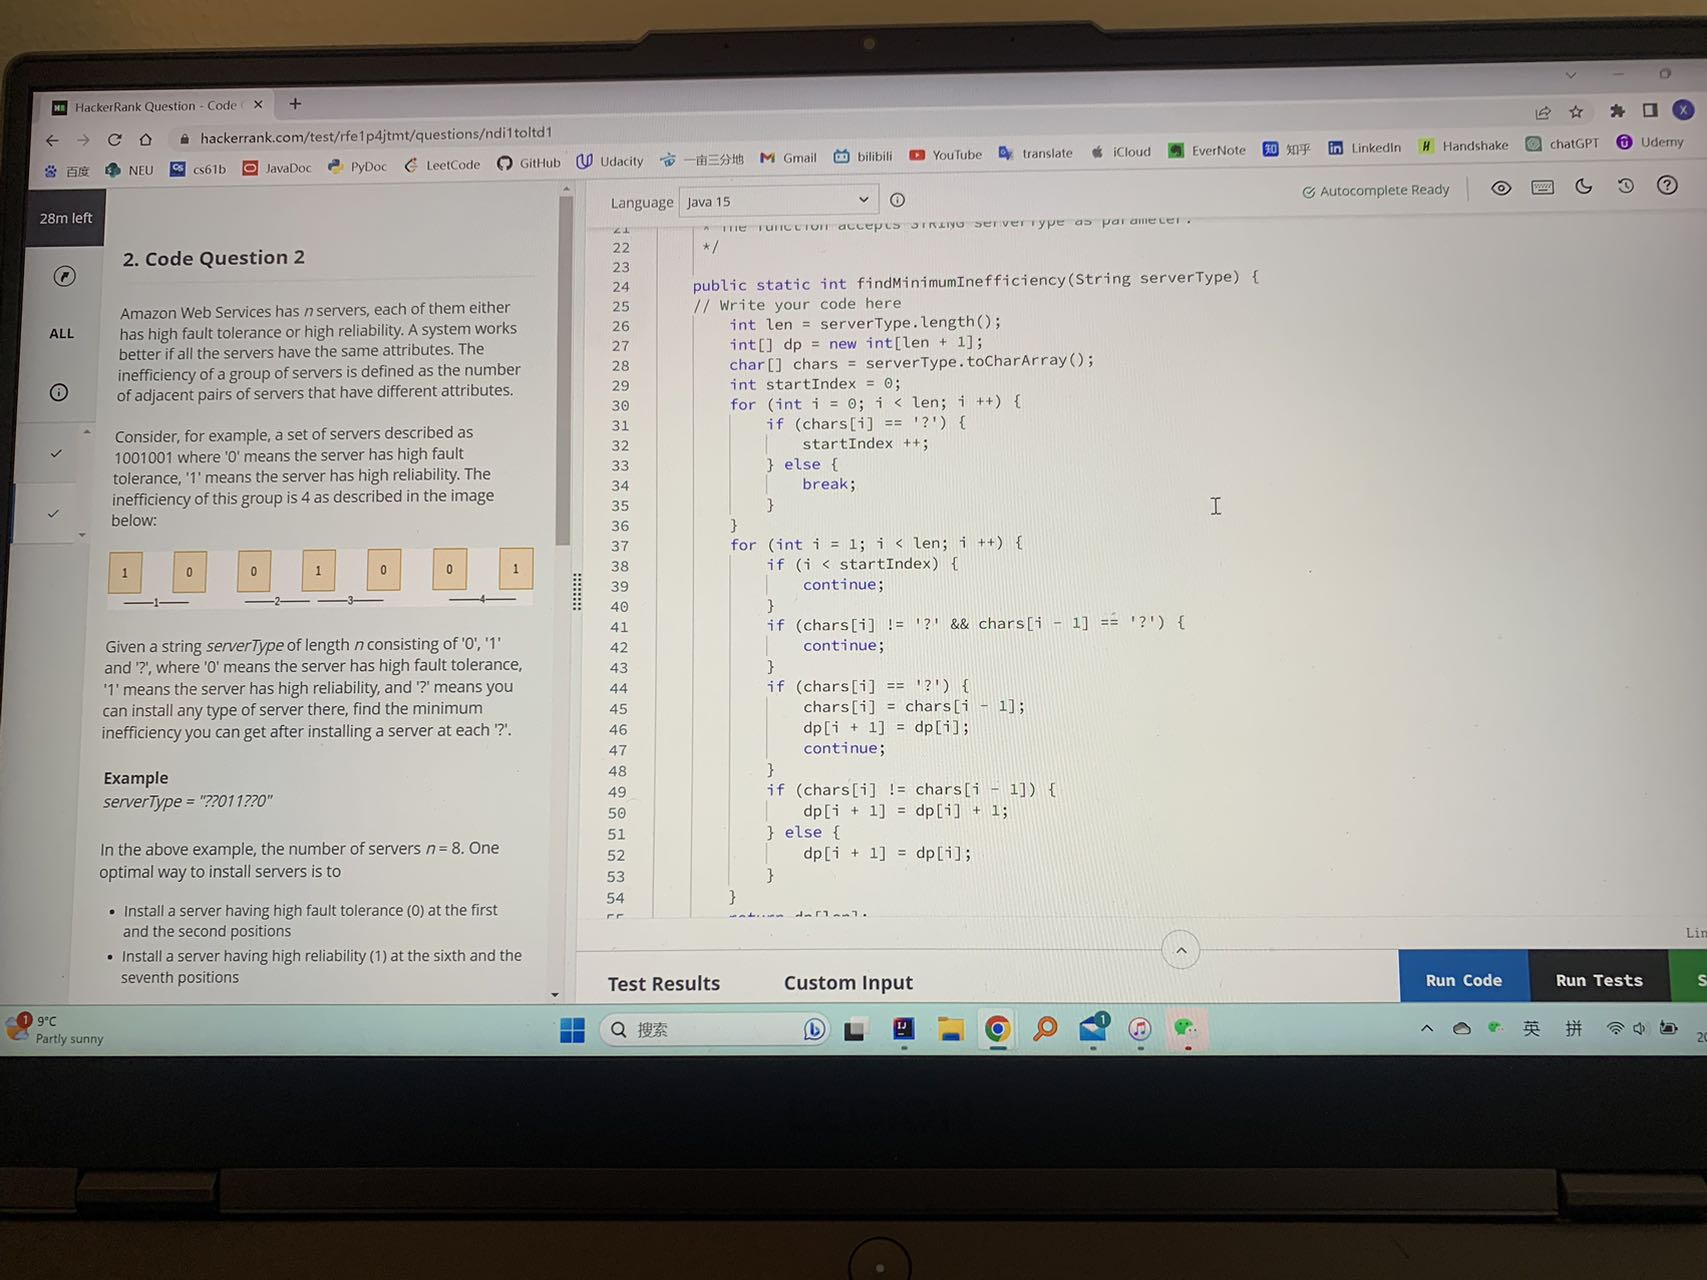 HackerRank Question - Code
hackerrank.com/test/rfe1p4jtmt/questions/ndi1toltd1
百度 NEU cs61b JavaDoc PyDoc LeetCode GitHub Udacity 一亩三分地 Gmail bilibili YouTube translate iCloud EverNote 知乎 LinkedIn Handshake chatGPT Udemy
28m left
ALL
2. Code Question 2
Amazon Web Services has n servers, each of them either
has high fault tolerance or high reliability. A system works
better if all the servers have the same attributes. The
inefficiency of a group of servers is defined as the number
of adjacent pairs of servers that have different attributes.
Consider, for example, a set of servers described as
1001001 where '0' means the server has high fault
tolerance, '1' means the server has high reliability. The
inefficiency of this group is 4 as described in the image
below:
1 0 0 1 0 0 1
1 2 3 4
Given a string serverType of length n consisting of '0', '1'
and '?', where '0' means the server has high fault tolerance,
'1' means the server has high reliability, and '?' means you
can install any type of server there, find the minimum
inefficiency you can get after installing a server at each '?'.
Example
serverType = "??011??0"
In the above example, the number of servers n = 8. One
optimal way to install servers is to
• Install a server having high fault tolerance (0) at the first
and the second positions
• Install a server having high reliability (1) at the sixth and the
seventh positions
Language Java 15
Autocomplete Ready
21 * The function accepts STRING serverType as parameter.
22 */
23
24 public static int findMinimumInefficiency(String serverType) {
25 // Write your code here
26 int len = serverType.length();
27 int[] dp = new int[len + 1];
28 char[] chars = serverType.toCharArray();
29 int startIndex = 0;
30 for (int i = 0; i < len; i ++) {
31 if (chars[i] == '?') {
32 startIndex ++;
33 } else {
34 break;
35 }
36 }
37 for (int i = 1; i < len; i ++) {
38 if (i < startIndex) {
39 continue;
40 }
41 if (chars[i] != '?' && chars[i - 1] == '?') {
42 continue;
43 }
44 if (chars[i] == '?') {
45 chars[i] = chars[i - 1];
46 dp[i + 1] = dp[i];
47 continue;
48 }
49 if (chars[i] != chars[i - 1]) {
50 dp[i + 1] = dp[i] + 1;
51 } else {
52 dp[i + 1] = dp[i];
53 }
54 }
55 return dp[len];
Lin
Test Results Custom Input
Run Code Run Tests S
1 9°C
Partly sunny
搜索
1
英 拼
20
X